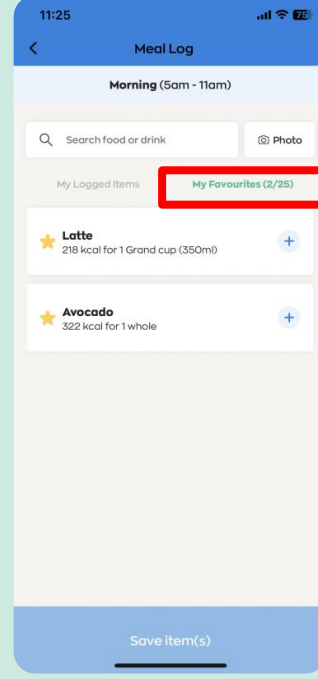 11:25
75
Meal Log
Morning (5am - 11am)
Search food or drink
Photo
My Logged Items
My Favourites (2/25)
Latte
218 kcal for 1 Grand cup (350ml)
Avocado
322 kcal for 1 whole
Save item(s)